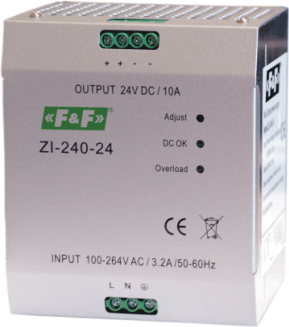 + + - -
OUTPUT 24V DC / 10A
«F&F»
Adjust
ZI-240-24
DC OK
Overload
CE
INPUT 100-264V AC / 3.2A /50-60Hz
L N